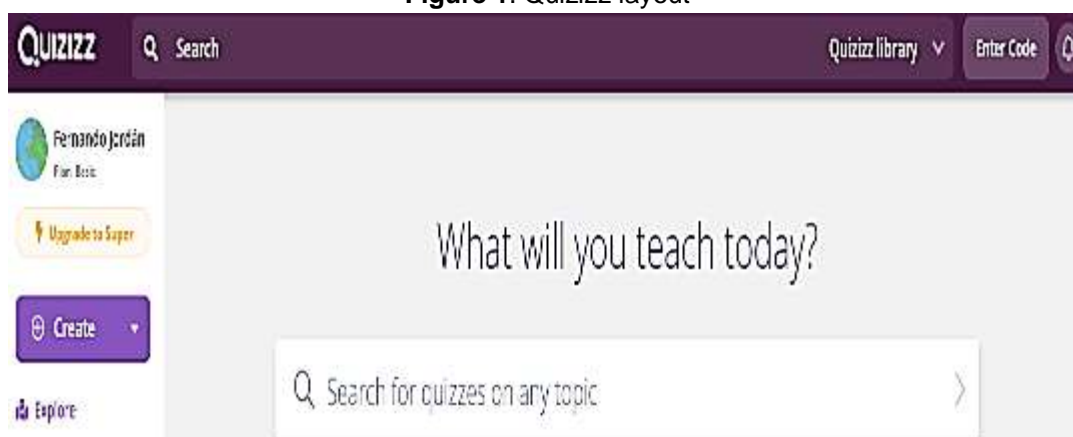 Figure 1. Quizizz layout
QUIZIZZ Search Quizizz library Enter Code
Fernando Jordán
Plan: Basic
Upgrade to Super
What will you teach today?
Create
Search for quizzes on any topic
Explore